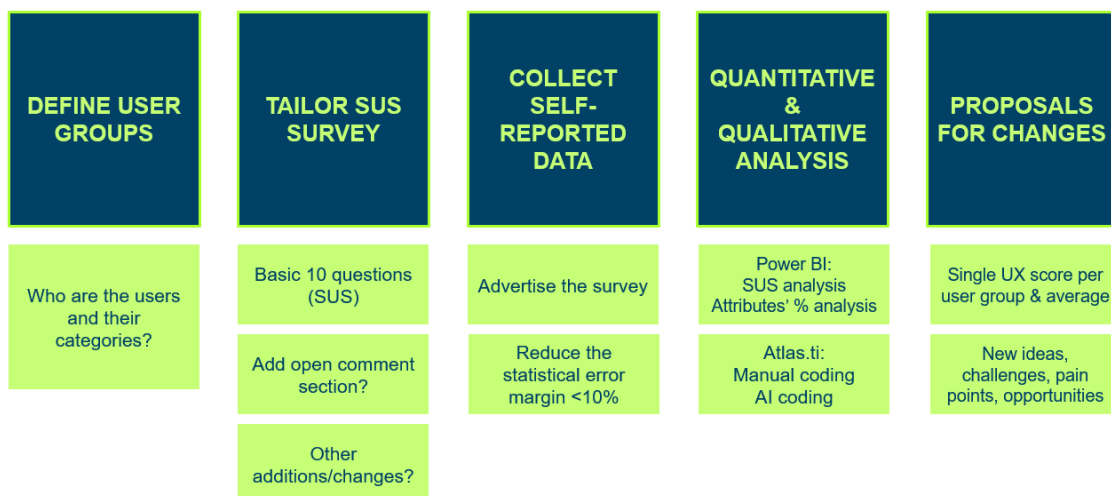 DEFINE USER
GROUPS
TAILOR SUS
SURVEY
COLLECT
SELF-
REPORTED
DATA
QUANTITATIVE
&
QUALITATIVE
ANALYSIS
PROPOSALS
FOR CHANGES
Who are the users
and their
categories?
Basic 10 questions
(SUS)
Add open comment
section?
Other
additions/changes?
Advertise the survey
Reduce the
statistical error
margin <10%
Power BI:
SUS analysis
Attributes’ % analysis
Atlas.ti:
Manual coding
AI coding
Single UX score per
user group & average
New ideas,
challenges, pain
points, opportunities